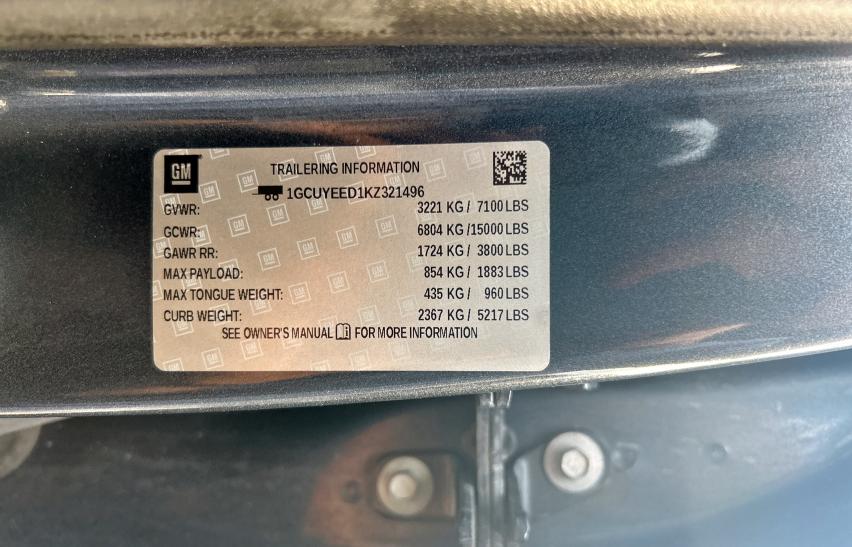 GM
TRAILERING INFORMATION
1GCUYEED1KZ321496
GVWR: 3221 KG / 7100 LBS
GCWR: 6804 KG / 15000 LBS
GAWR RR: 1724 KG / 3800 LBS
MAX PAYLOAD: 854 KG / 1883 LBS
MAX TONGUE WEIGHT: 435 KG / 960 LBS
CURB WEIGHT: 2367 KG / 5217 LBS
SEE OWNER'S MANUAL FOR MORE INFORMATION